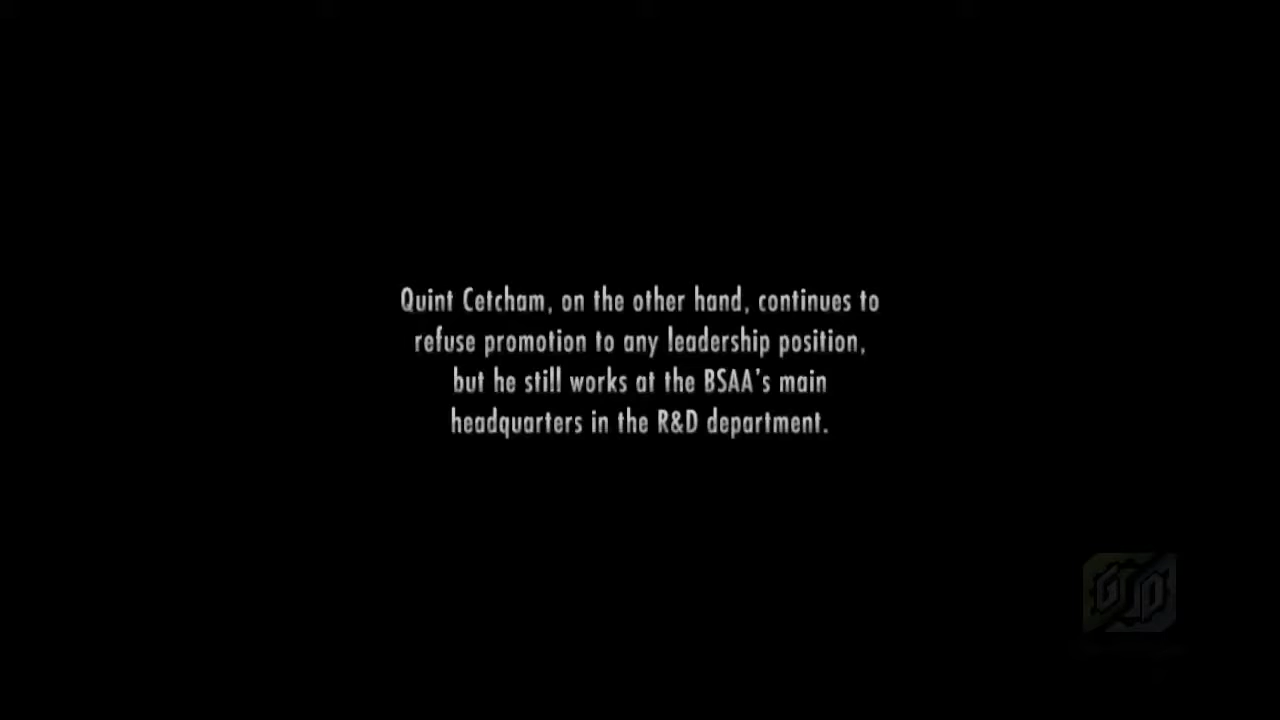 Quint Cetcham, on the other hand, continues to
refuse promotion to any leadership position,
but he still works at the BSAA's main
headquarters in the R&D department.